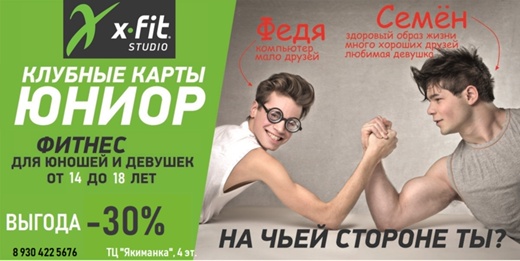 x·fit
STUDIO
КЛУБНЫЕ КАРТЫ
ЮНИОР
ФИТНЕС
ДЛЯ ЮНОШЕЙ И ДЕВУШЕК
ОТ 14 ДО 18 ЛЕТ
ВЫГОДА -30%
8 930 422 5676 ТЦ "Якиманка", 4 эт.
Федя
компьютер
мало друзей
Семён
здоровый образ жизни
много хороших друзей
любимая девушка
НА ЧЬЕЙ СТОРОНЕ ТЫ?